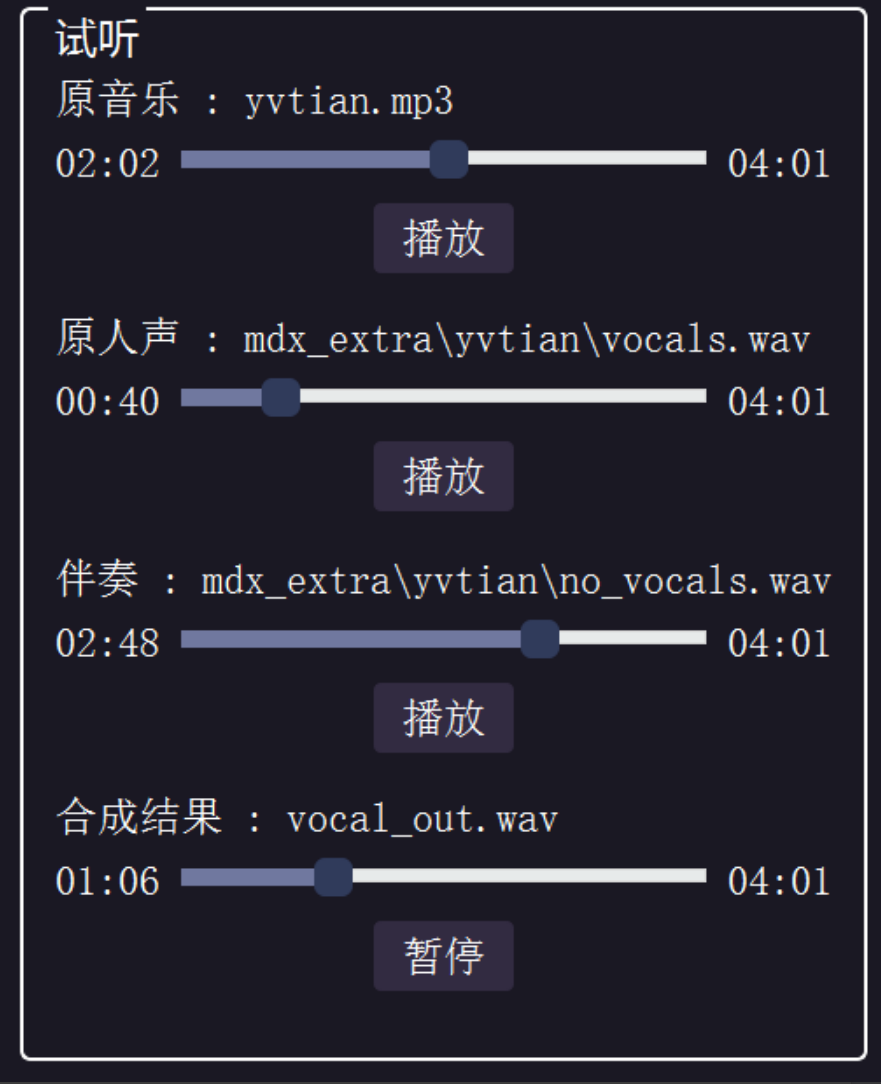 试听
原音乐 : yvtian.mp3
02:02 04:01
播放
原人声 : mdx_extra\yvtian\vocals.wav
00:40 04:01
播放
伴奏 : mdx_extra\yvtian\no_vocals.wav
02:48 04:01
播放
合成结果 : vocal_out.wav
01:06 04:01
暂停